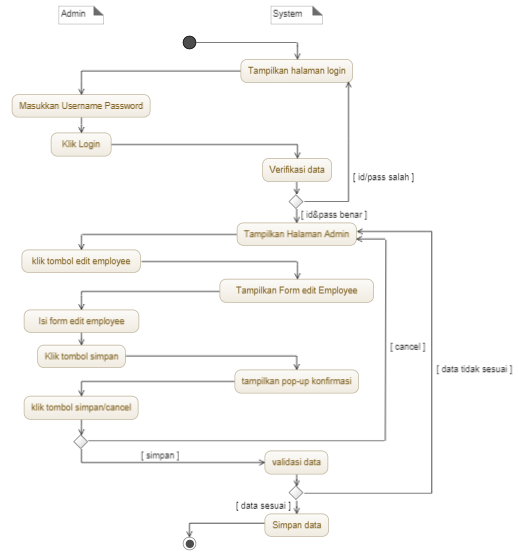 Admin
System
Tampilkan halaman login
Masukkan Username Password
Klik Login
Verifikasi data
[ id/pass salah ]
[ id&pass benar ]
Tampilkan Halaman Admin
klik tombol edit employee
Tampilkan Form edit Employee
Isi form edit employee
Klik tombol simpan
[ cancel ]
[ data tidak sesuai ]
tampilkan pop-up konfirmasi
klik tombol simpan/cancel
[ simpan ]
validasi data
[ data sesuai ]
Simpan data